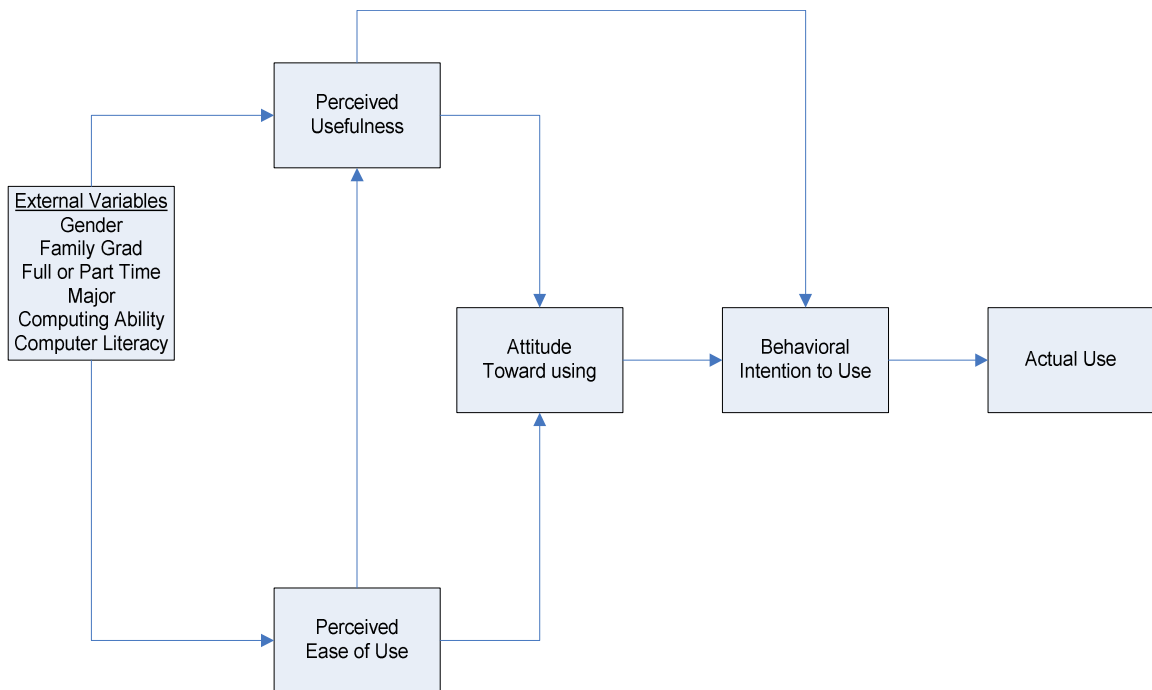 Perceived
Usefulness
External Variables
Gender
Family Grad
Full or Part Time
Major
Computing Ability
Computer Literacy
Attitude
Toward using
Behavioral
Intention to Use
Actual Use
Perceived
Ease of Use